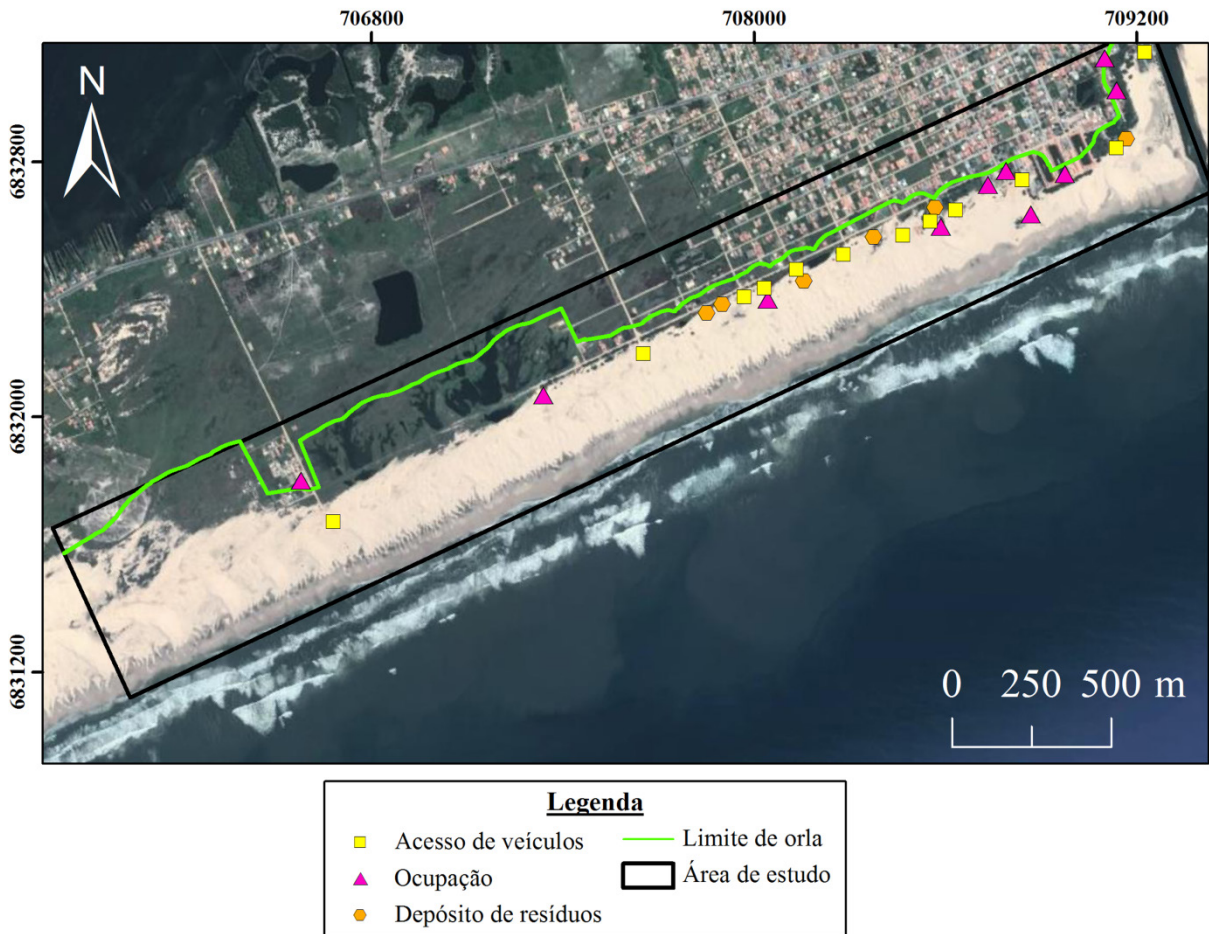 706800
708000
709200
N
6832800
6832000
6831200
0 250 500 m
Legenda
Acesso de veículos
Ocupação
Depósito de resíduos
Limite de orla
Área de estudo